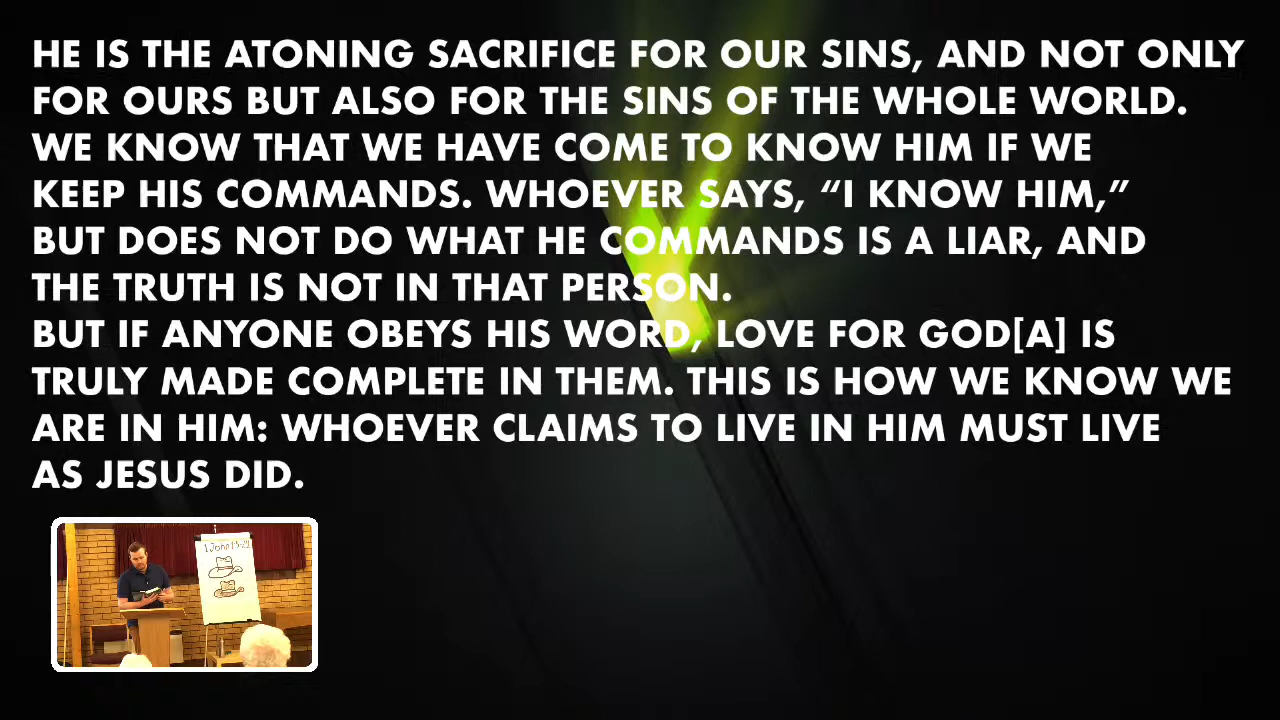 HE IS THE ATONING SACRIFICE FOR OUR SINS, AND NOT ONLY
FOR OURS BUT ALSO FOR THE SINS OF THE WHOLE WORLD.
WE KNOW THAT WE HAVE COME TO KNOW HIM IF WE
KEEP HIS COMMANDS. WHOEVER SAYS, “I KNOW HIM,”
BUT DOES NOT DO WHAT HE COMMANDS IS A LIAR, AND
THE TRUTH IS NOT IN THAT PERSON.
BUT IF ANYONE OBEYS HIS WORD, LOVE FOR GOD[A] IS
TRULY MADE COMPLETE IN THEM. THIS IS HOW WE KNOW WE
ARE IN HIM: WHOEVER CLAIMS TO LIVE IN HIM MUST LIVE
AS JESUS DID.
1 John